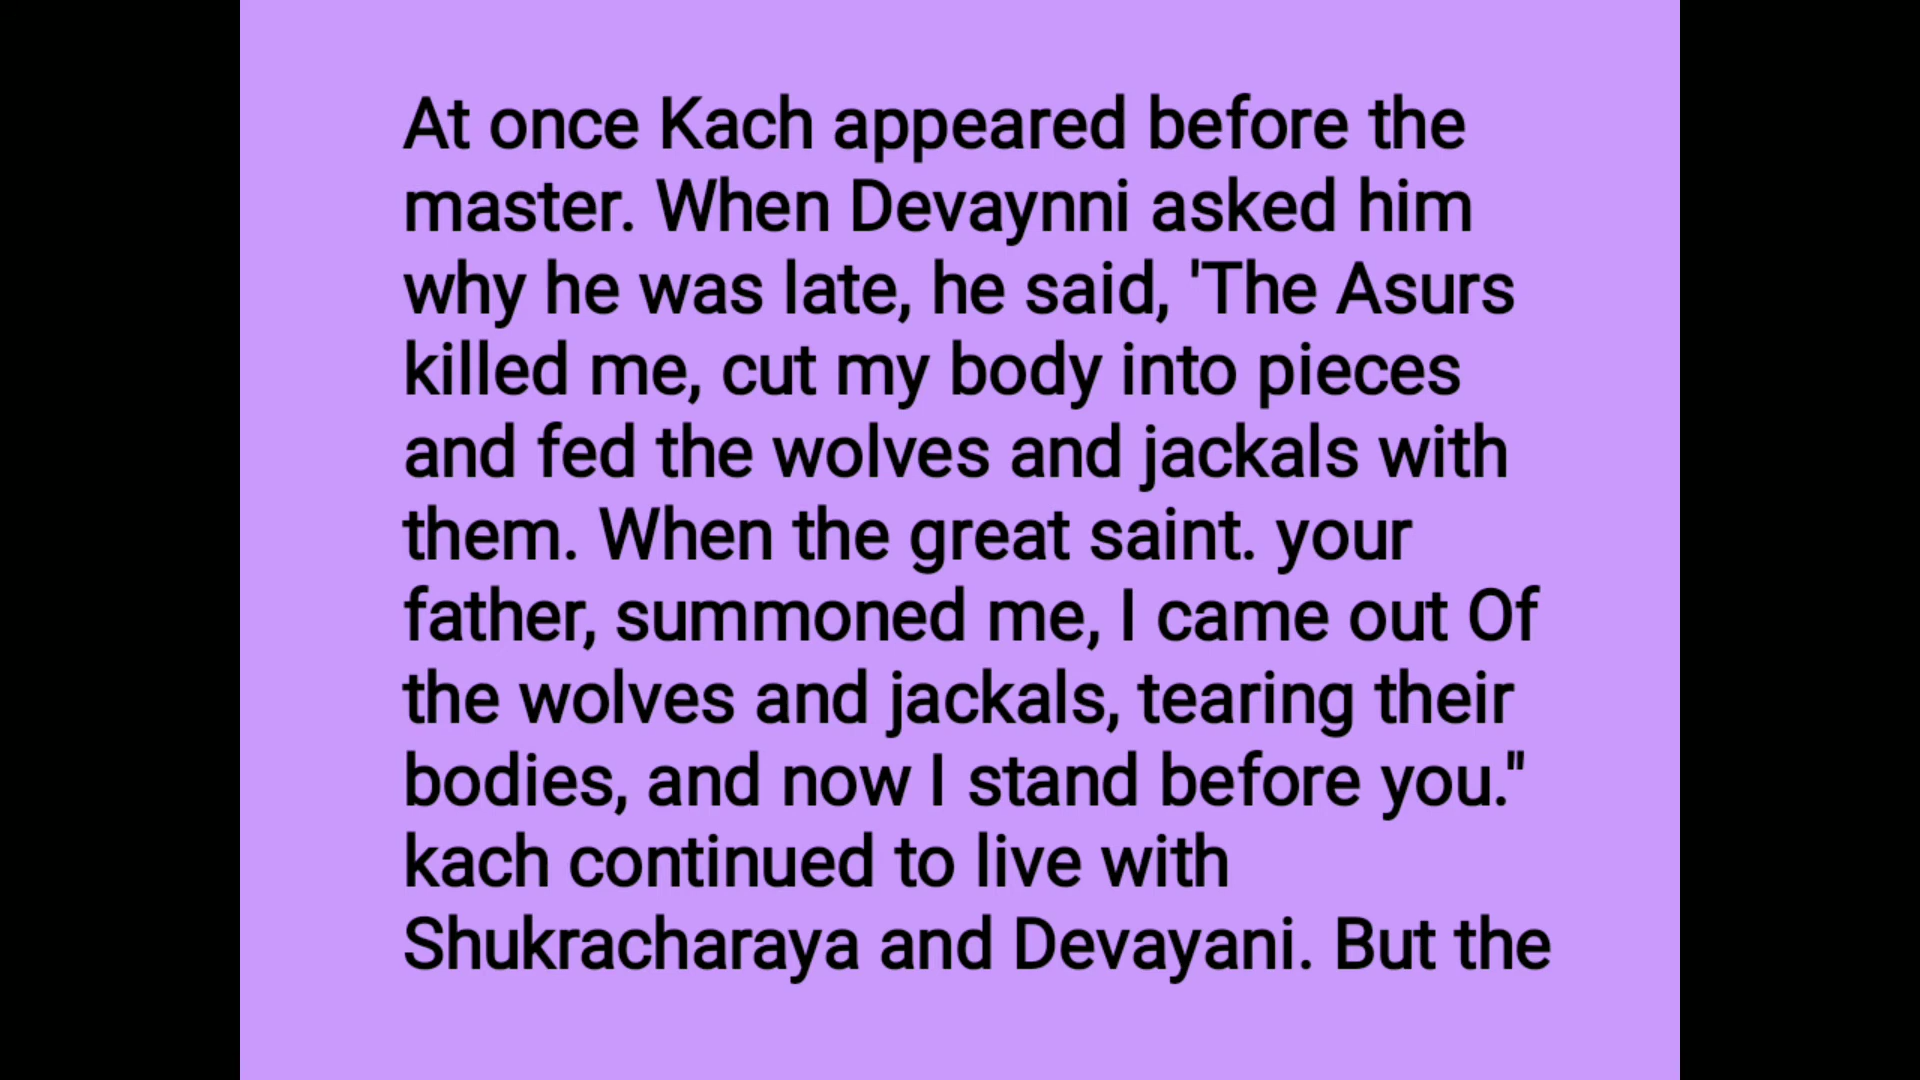 At once Kach appeared before the
master. When Devaynni asked him
why he was late, he said, 'The Asurs
killed me, cut my body into pieces
and fed the wolves and jackals with
them. When the great saint. your
father, summoned me, I came out Of
the wolves and jackals, tearing their
bodies, and now I stand before you."
kach continued to live with
Shukracharaya and Devayani. But the